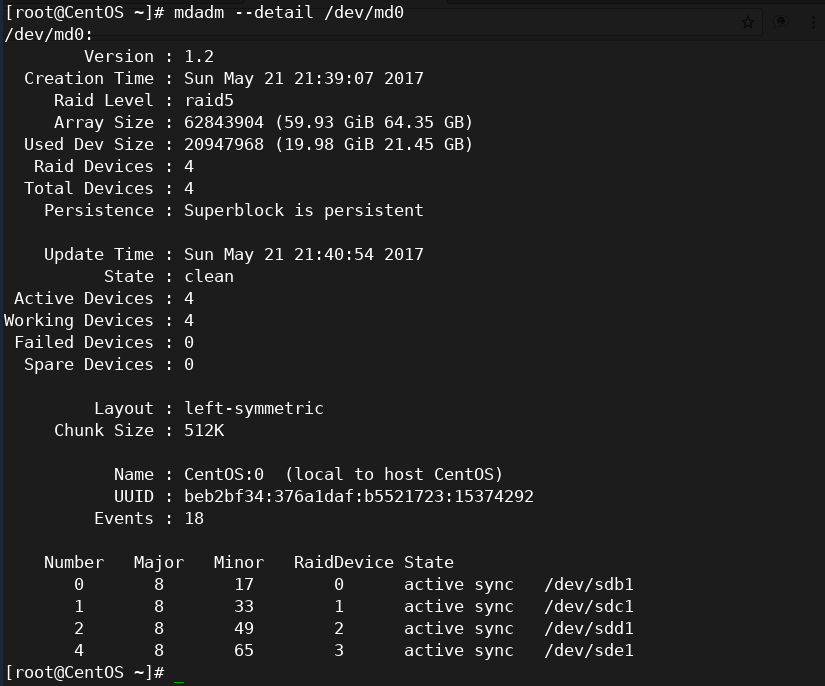 [root@CentOS ~]# mdadm --detail /dev/md0
/dev/md0:
        Version : 1.2
  Creation Time : Sun May 21 21:39:07 2017
     Raid Level : raid5
     Array Size : 62843904 (59.93 GiB 64.35 GB)
  Used Dev Size : 20947968 (19.98 GiB 21.45 GB)
   Raid Devices : 4
  Total Devices : 4
    Persistence : Superblock is persistent

    Update Time : Sun May 21 21:40:54 2017
          State : clean
 Active Devices : 4
Working Devices : 4
 Failed Devices : 0
  Spare Devices : 0

         Layout : left-symmetric
     Chunk Size : 512K

           Name : CentOS:0  (local to host CentOS)
           UUID : beb2bf34:376a1daf:b5521723:15374292
         Events : 18

    Number   Major   Minor   RaidDevice State
       0       8       17        0      active sync   /dev/sdb1
       1       8       33        1      active sync   /dev/sdc1
       2       8       49        2      active sync   /dev/sdd1
       4       8       65        3      active sync   /dev/sde1
[root@CentOS ~]# _